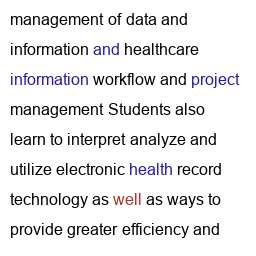 management of data and
information and healthcare
information workflow and project
management Students also
learn to interpret analyze and
utilize electronic health record
technology as well as ways to
provide greater efficiency and